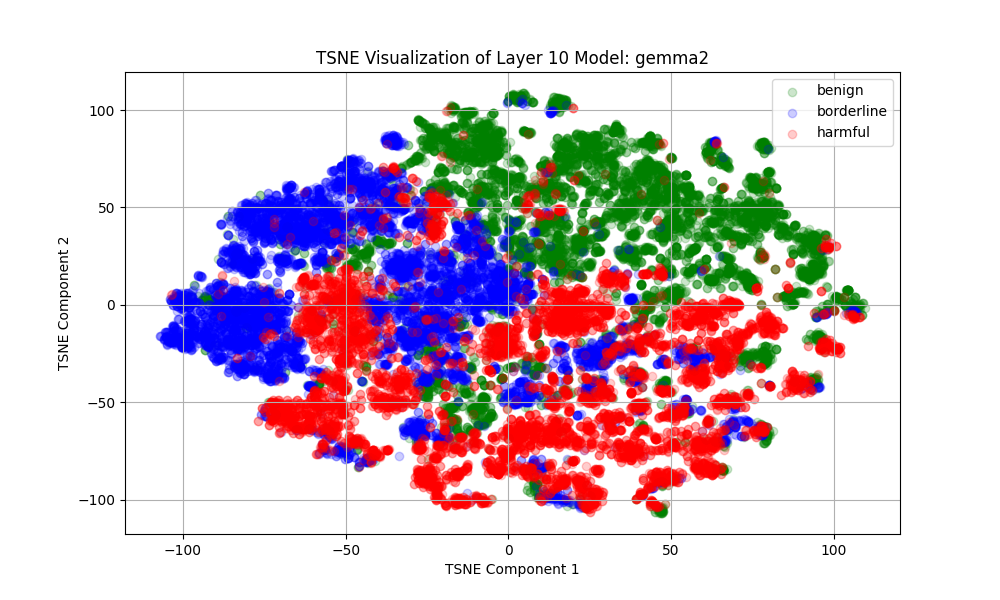 TSNE Visualization of Layer 10 Model: gemma2
benign
borderline
harmful
TSNE Component 2
100
50
0
−50
−100
−100
−50
0
50
100
TSNE Component 1